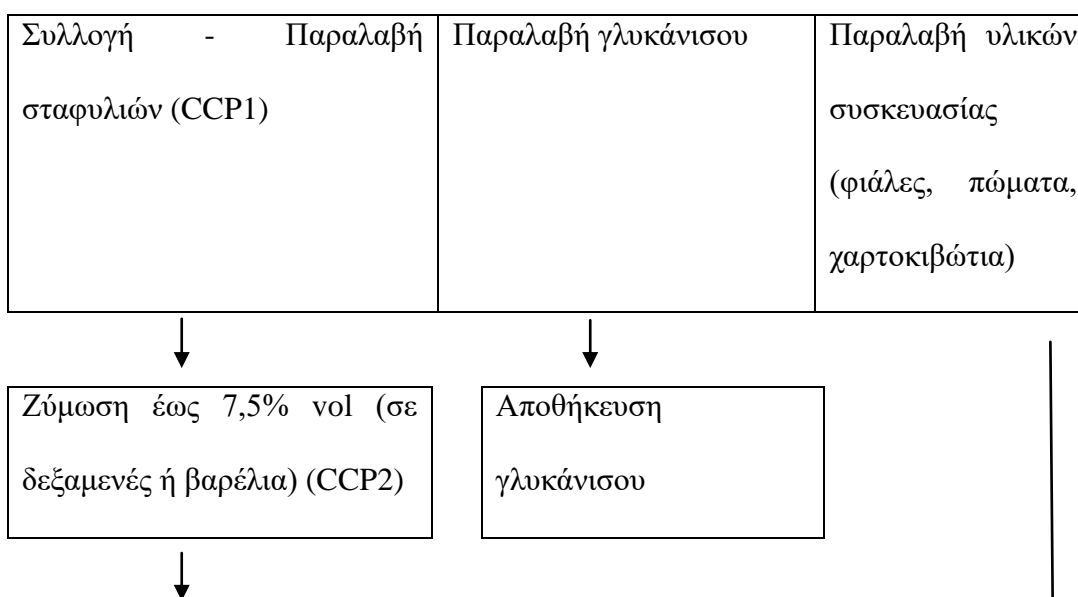 Συλλογή - Παραλαβή
σταφυλιών (CCP1)
Παραλαβή γλυκάνισου
Παραλαβή υλικών
συσκευασίας
(φιάλες, πώματα,
χαρτοκιβώτια)
Ζύμωση έως 7,5% vol (σε
δεξαμενές ή βαρέλια) (CCP2)
Αποθήκευση
γλυκάνισου